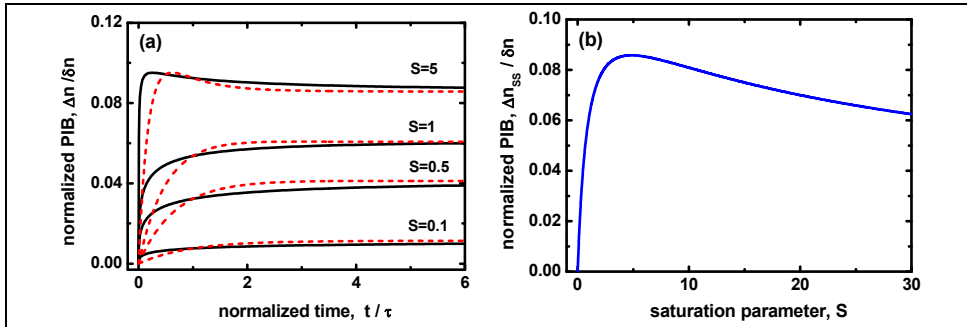 (a)
normalized PIB, Δn /δn
0.12
0.08
0.04
0.00
S=5
S=1
S=0.5
S=0.1
0
2
4
6
normalized time, t / τ
(b)
normalized PIB, Δnss / δn
0.10
0.08
0.06
0.04
0.02
0.00
0
10
20
30
saturation parameter, S